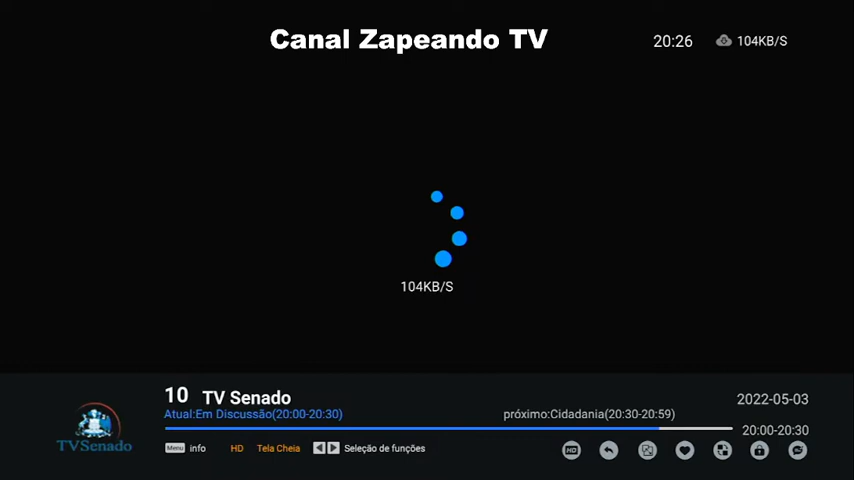 Canal Zapeando TV
20:26
104KB/S
104KB/S
10 TV Senado
2022-05-03
Atual:Em Discussão(20:00-20:30)
próximo:Cidadania(20:30-20:59)
20:00-20:30
TVSenado
Menu info HD Tela Cheia Seleção de funções
HD